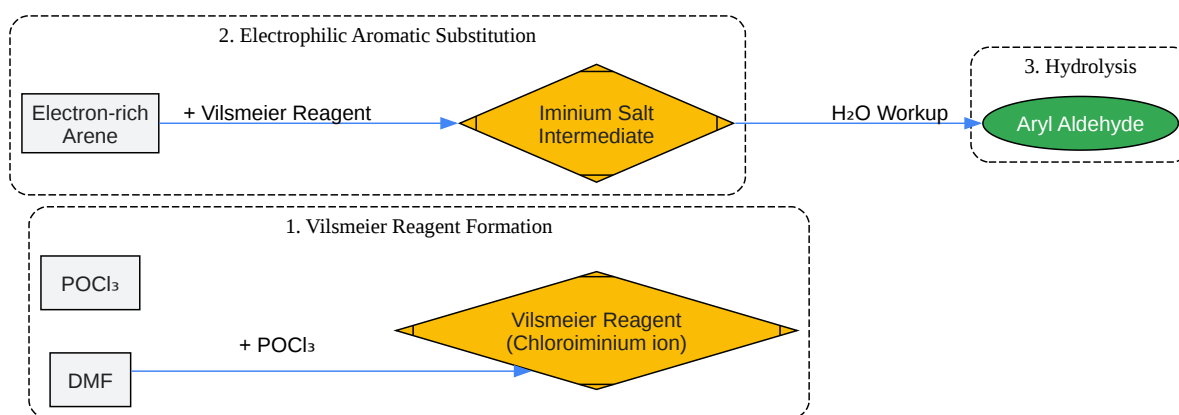 2. Electrophilic Aromatic Substitution
Electron-rich
Arene
+ Vilsmeier Reagent
Iminium Salt
Intermediate
H₂O Workup
3. Hydrolysis
Aryl Aldehyde
1. Vilsmeier Reagent Formation
POCl₃
DMF
+ POCl₃
Vilsmeier Reagent
(Chloroiminium ion)